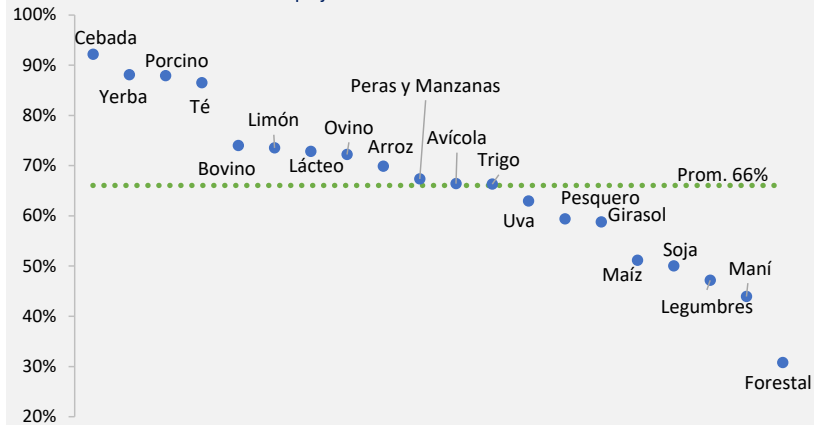 100%
Cebada
90%
Porcino
Yerba
Peras y Manzanas
Té
80%
Limón
Ovino
Avícola
Arroz
Trigo
70%
Bovino
Lácteo
Prom. 66%
60%
Uva
Pesquero
Girasol
50%
Maíz
Soja
Maní
Legumbres
40%
30%
Forestal
20%